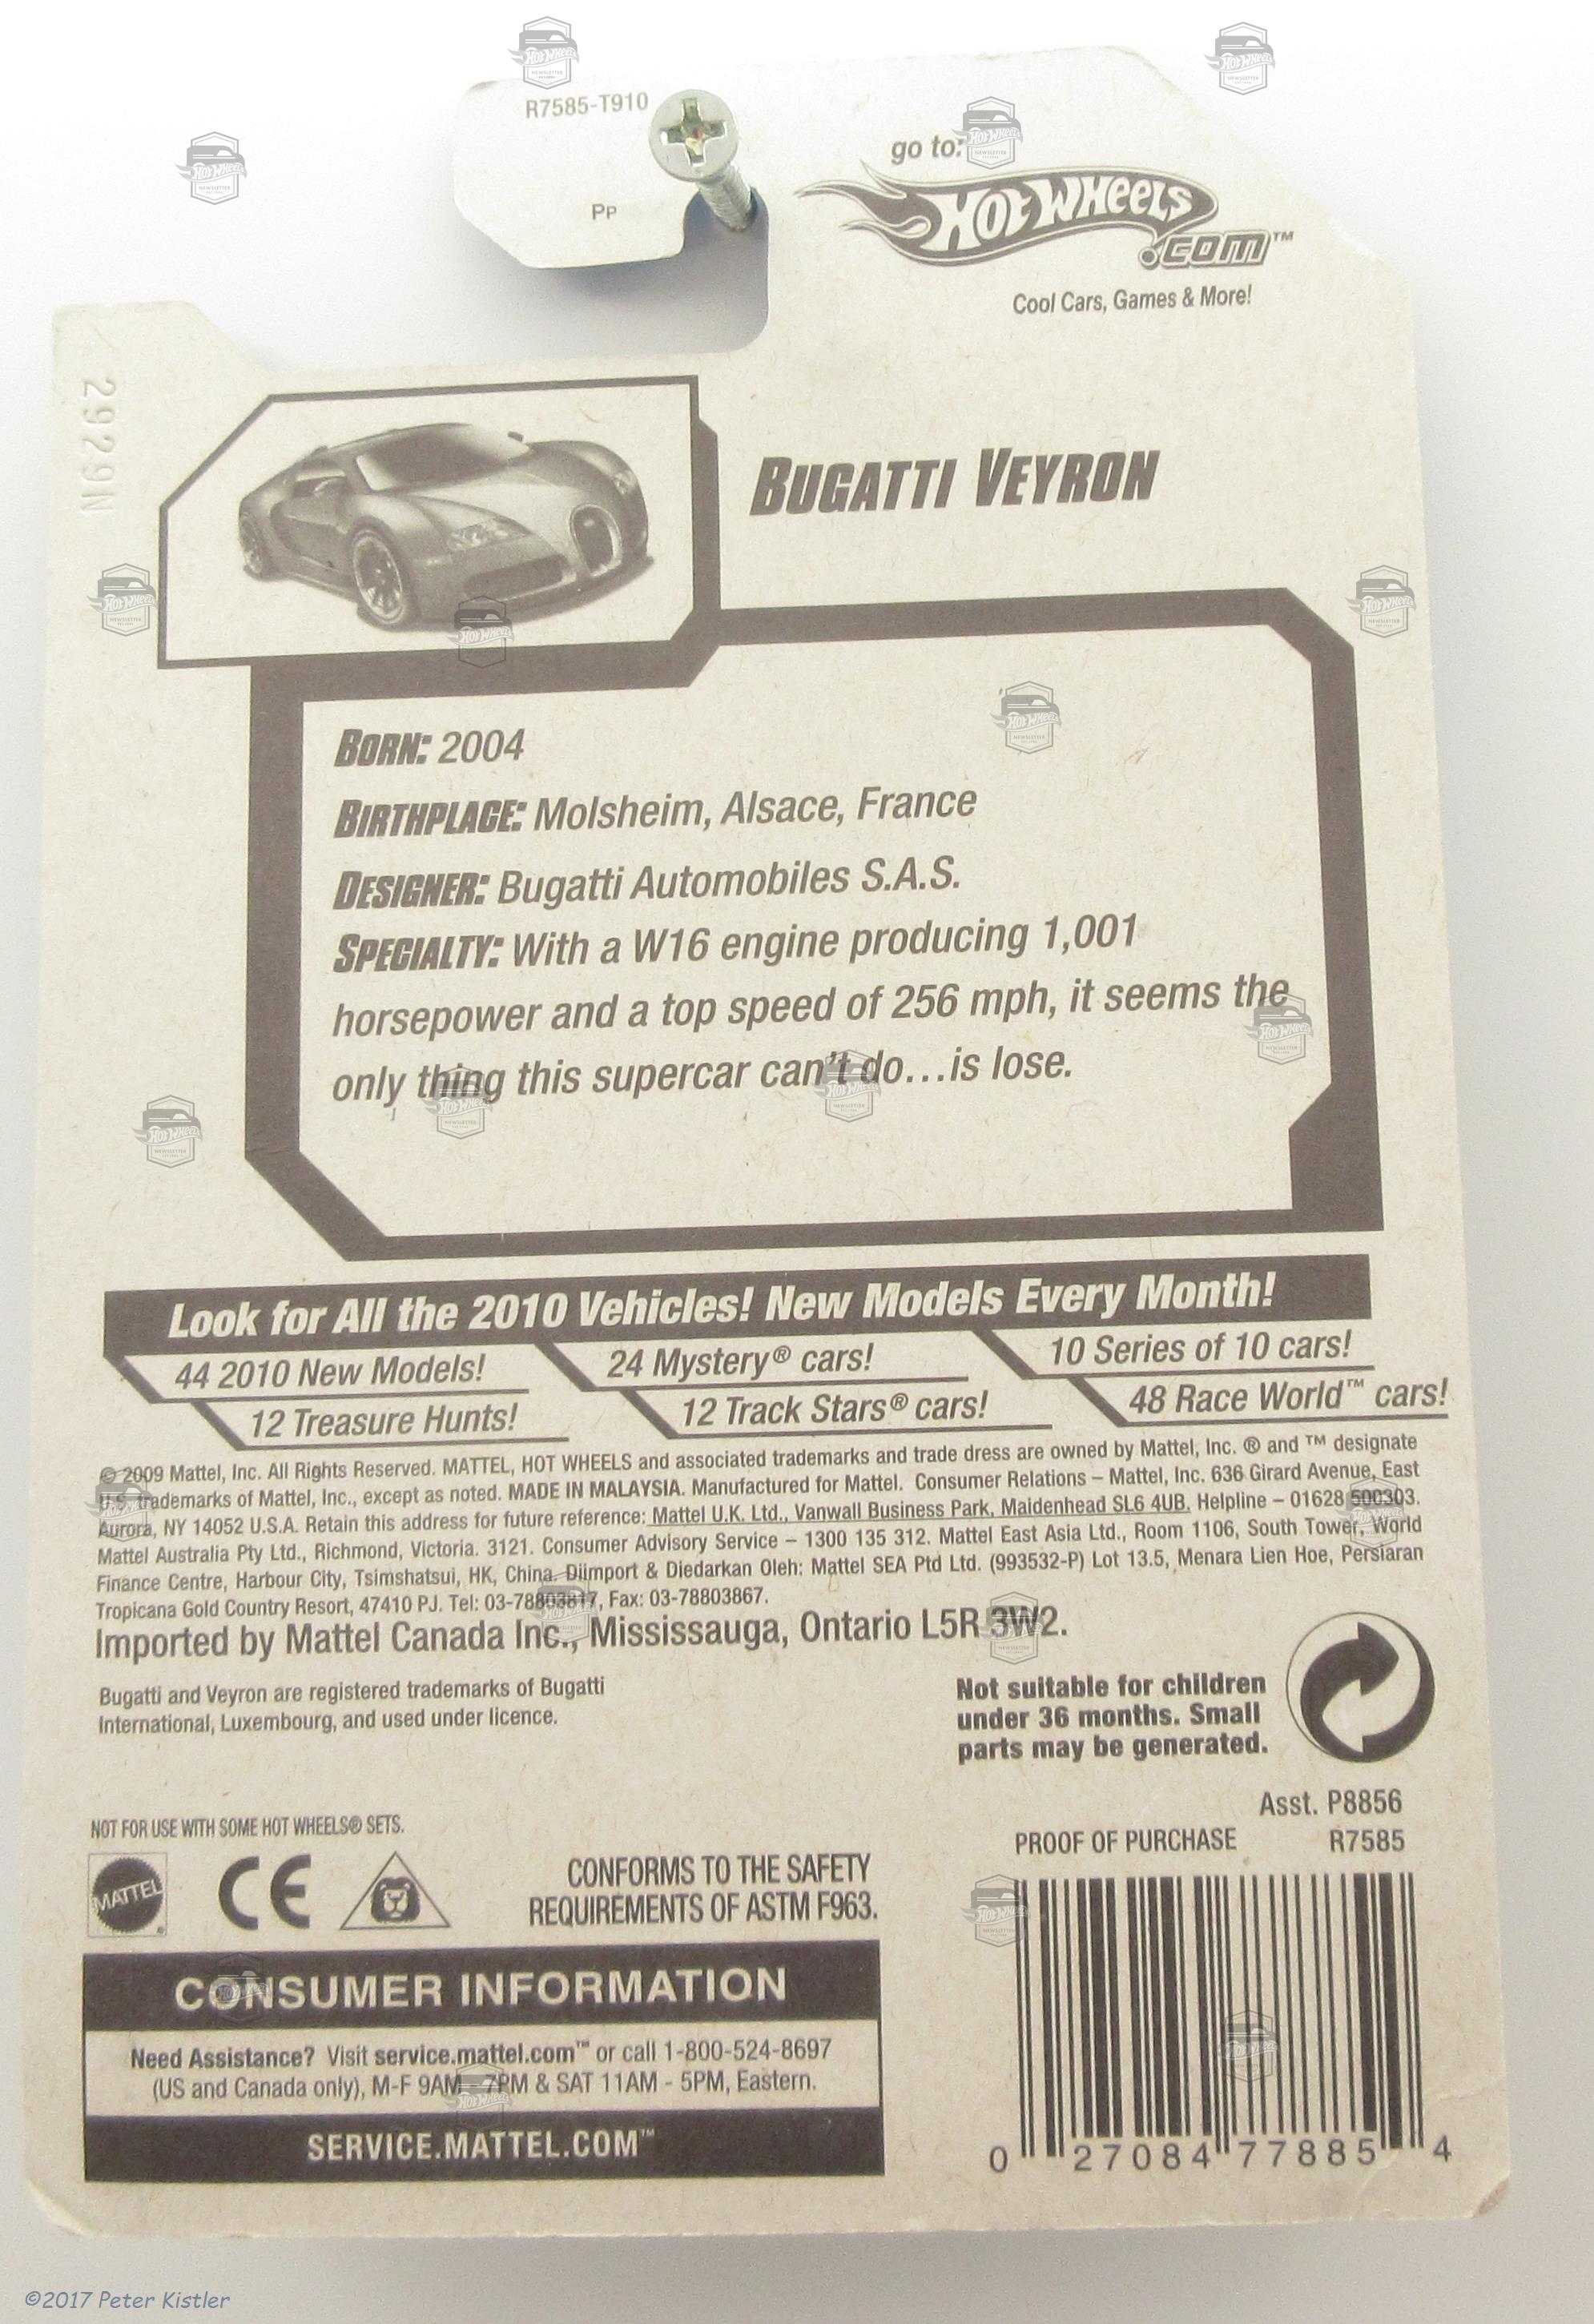 R7585-T910
PP
go to:
HOT WHEELS
.COM™
Cool Cars, Games & More!
2929N
BUGATTI VEYRON
BORN: 2004
BIRTHPLACE: Molsheim, Alsace, France
DESIGNER: Bugatti Automobiles S.A.S.
SPECIALTY: With a W16 engine producing 1,001
horsepower and a top speed of 256 mph, it seems the
only thing this supercar can't do...is lose.
Look for All the 2010 Vehicles! New Models Every Month!
44 2010 New Models!
24 Mystery® cars!
10 Series of 10 cars!
12 Treasure Hunts!
12 Track Stars® cars!
48 Race World™ cars!
© 2009 Mattel, Inc. All Rights Reserved. MATTEL, HOT WHEELS and associated trademarks and trade dress are owned by Mattel, Inc. ® and ™ designate
U.S. trademarks of Mattel, Inc., except as noted. MADE IN MALAYSIA. Manufactured for Mattel. Consumer Relations – Mattel, Inc. 636 Girard Avenue, East
Aurora, NY 14052 U.S.A. Retain this address for future reference: Mattel U.K. Ltd., Vanwall Business Park, Maidenhead SL6 4UB. Helpline – 01628 500303.
Mattel Australia Pty Ltd., Richmond, Victoria. 3121. Consumer Advisory Service – 1300 135 312. Mattel East Asia Ltd., Room 1106, South Tower, World
Finance Centre, Harbour City, Tsimshatsui, HK, China. Diimport & Diedarkan Oleh: Mattel SEA Ptd Ltd. (993532-P) Lot 13.5, Menara Lien Hoe, Persiaran
Tropicana Gold Country Resort, 47410 PJ. Tel: 03-78803817, Fax: 03-78803867.
Imported by Mattel Canada Inc., Mississauga, Ontario L5R 3W2.
Bugatti and Veyron are registered trademarks of Bugatti
International, Luxembourg, and used under licence.
Not suitable for children
under 36 months. Small
parts may be generated.
Asst. P8856
PROOF OF PURCHASE R7585
NOT FOR USE WITH SOME HOT WHEELS® SETS.
MATTEL
CE
CONFORMS TO THE SAFETY
REQUIREMENTS OF ASTM F963.
CONSUMER INFORMATION
Need Assistance? Visit service.mattel.com™ or call 1-800-524-8697
(US and Canada only), M-F 9AM - 7PM & SAT 11AM - 5PM, Eastern.
SERVICE.MATTEL.COM™
0 27084 77885 4
©2017 Peter Kistler